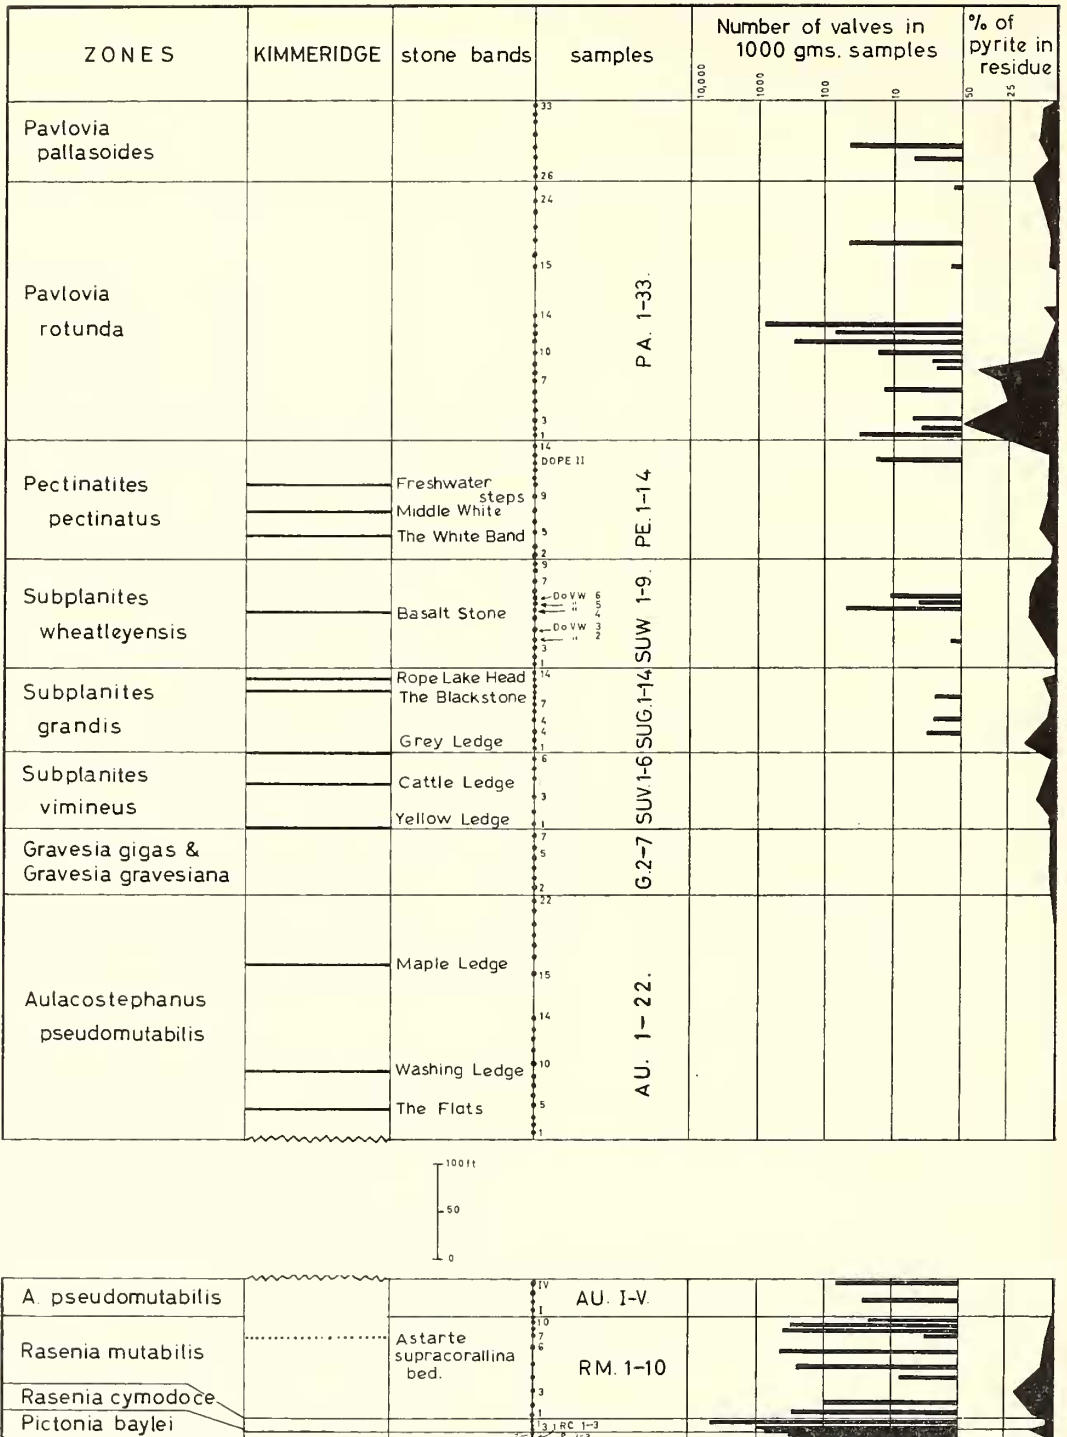 ZONES
KIMMERIDGE
stone bands
samples
Number of valves in
1000 gms. samples
10,000
1000
100
10
% of
pyrite in
residue
50
25
Pavlovia
pallasoides
33
26
Pavlovia
rotunda
24
15
14
10
7
3
1
PA. 1-33.
Pectinatites
pectinatus
Freshwater
steps
Middle White
The White Band
14
DOPE II
9
5
2
PE. 1-14
Subplanites
wheatleyensis
Basalt Stone
9
7
DoVW 6
" 5
" 4
DoVW 3
" 2
3
1
SUW 1-9.
Subplanites
grandis
Rope Lake Head
The Blackstone
Grey Ledge
14
7
4
4
1
SUG. 1-14
Subplanites
vimineus
Cattle Ledge
Yellow Ledge
6
3
1
SUV. 1-6
Gravesia gigas &
Gravesia gravesiana
7
5
2
G. 2-7
Aulacostephanus
pseudomutabilis
Maple Ledge
Washing Ledge
The Flats
22
15
14
10
5
1
AU. 1-22.
100ft
50
0
A. pseudomutabilis
IV
I
AU. I-V.
Rasenia mutabilis
Astarte
supracorallina
bed.
10
7
6
3
1
RM. 1-10
Rasenia cymodoce
Pictonia baylei
RC 1-3